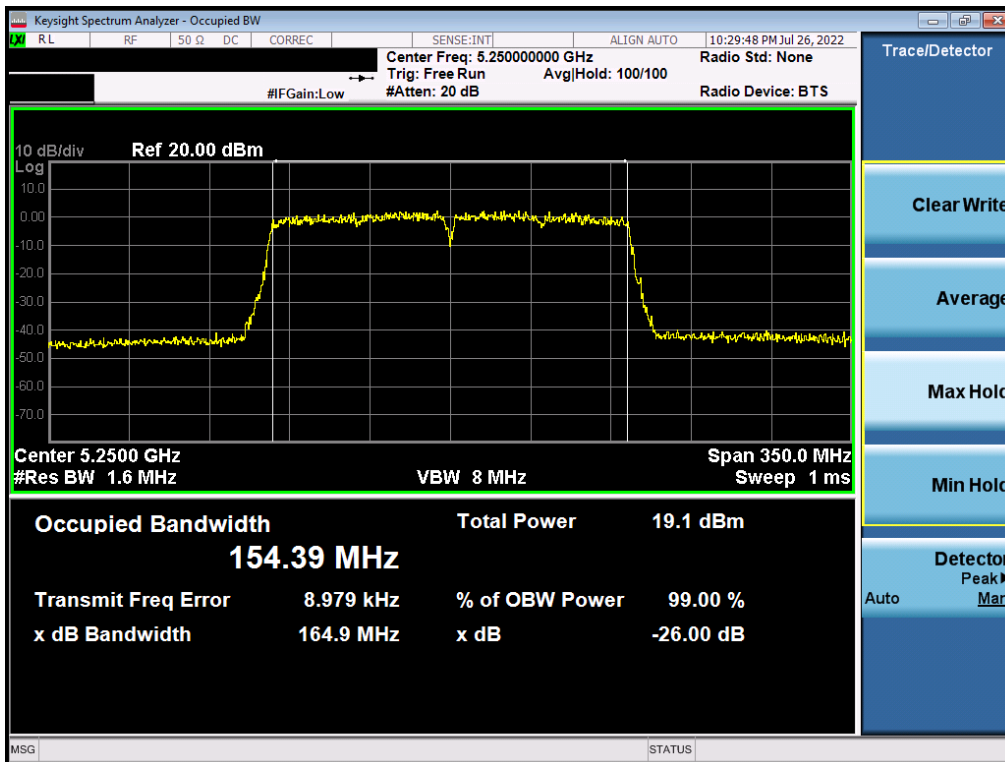 Keysight Spectrum Analyzer - Occupied BW
LXI RL RF 50 Ω DC CORREC SENSE:INT ALIGN AUTO 10:29:48 PM Jul 26, 2022
Center Freq: 5.250000000 GHz Radio Std: None
Trig: Free Run Avg|Hold: 100/100
#IFGain:Low #Atten: 20 dB Radio Device: BTS
10 dB/div Ref 20.00 dBm
Log
10.0
0.00
-10.0
-20.0
-30.0
-40.0
-50.0
-60.0
-70.0
Center 5.2500 GHz Span 350.0 MHz
#Res BW 1.6 MHz VBW 8 MHz Sweep 1 ms
Occupied Bandwidth Total Power 19.1 dBm
154.39 MHz
Transmit Freq Error 8.979 kHz % of OBW Power 99.00 %
x dB Bandwidth 164.9 MHz x dB -26.00 dB
MSG STATUS
Trace/Detector
Clear Write
Average
Max Hold
Min Hold
Detector
Peak
Auto Man